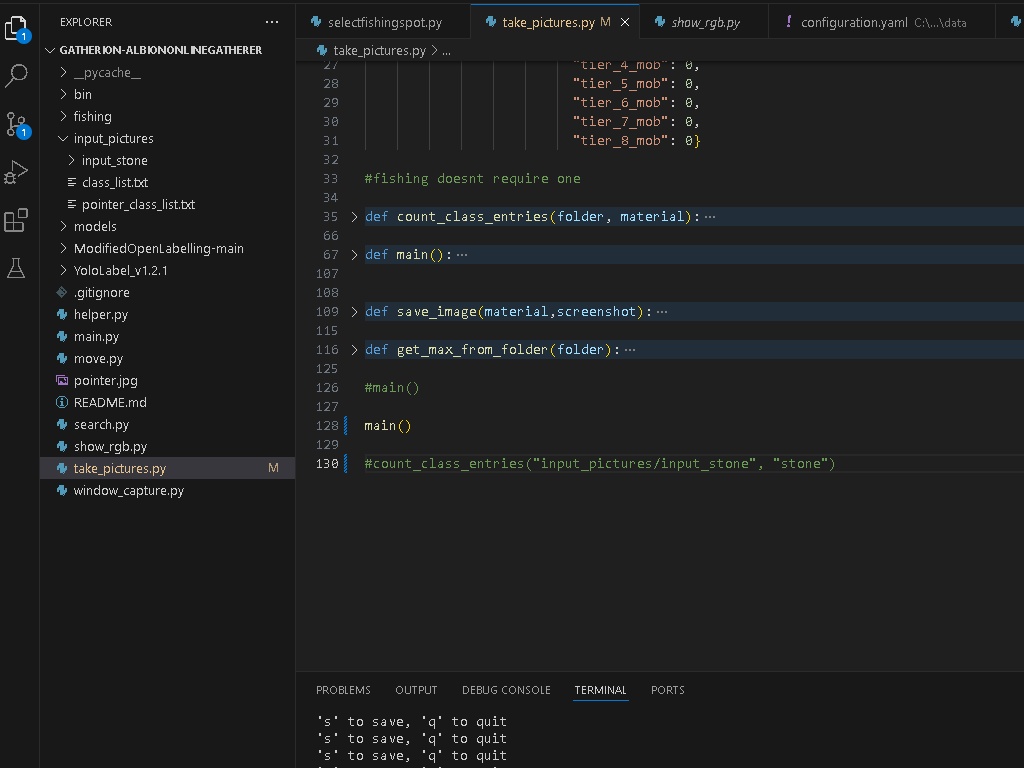 EXPLORER ...
1
GATHERION-ALBIONONLINEGATHERER
__pycache__
bin
fishing
input_pictures
input_stone
class_list.txt
pointer_class_list.txt
models
ModifiedOpenLabelling-main
YoloLabel_v1.2.1
.gitignore
helper.py
main.py
move.py
pointer.jpg
README.md
search.py
show_rgb.py
take_pictures.py M
window_capture.py
1
selectfishingspot.py take_pictures.py M show_rgb.py configuration.yaml C:\...\data
take_pictures.py > ...
27 "tier_4_mob": 0,
28 "tier_5_mob": 0,
29 "tier_6_mob": 0,
30 "tier_7_mob": 0,
31 "tier_8_mob": 0}
32
33 #fishing doesnt require one
34
35 def count_class_entries(folder, material): ...
66
67 def main(): ...
107
108
109 def save_image(material,screenshot): ...
115
116 def get_max_from_folder(folder): ...
125
126 #main()
127
128 main()
129
130 #count_class_entries("input_pictures/input_stone", "stone")
PROBLEMS OUTPUT DEBUG CONSOLE TERMINAL PORTS
's' to save, 'q' to quit
's' to save, 'q' to quit
's' to save, 'q' to quit